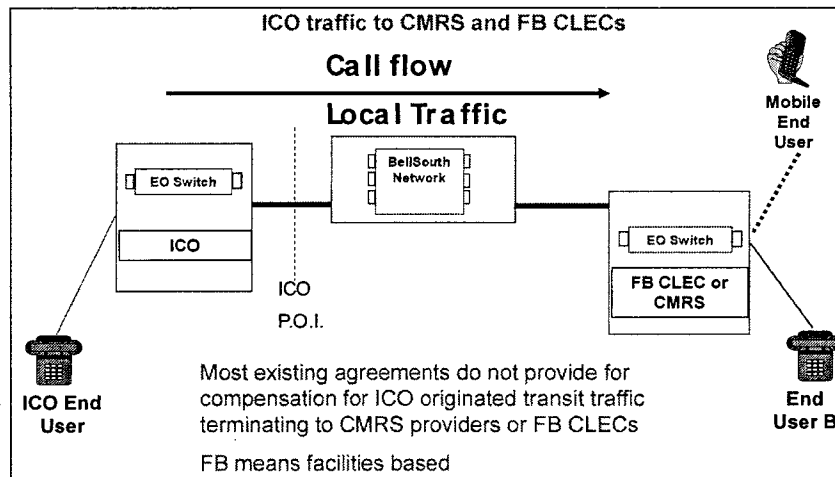 ICO traffic to CMRS and FB CLECs
Call flow
Local Traffic
Mobile
End
User
BellSouth
Network
EO Switch
ICO
EO Switch
FB CLEC or
CMRS
ICO
P.O.I.
ICO End
User
Most existing agreements do not provide for
compensation for ICO originated transit traffic
terminating to CMRS providers or FB CLECs
FB means facilities based
End
User B